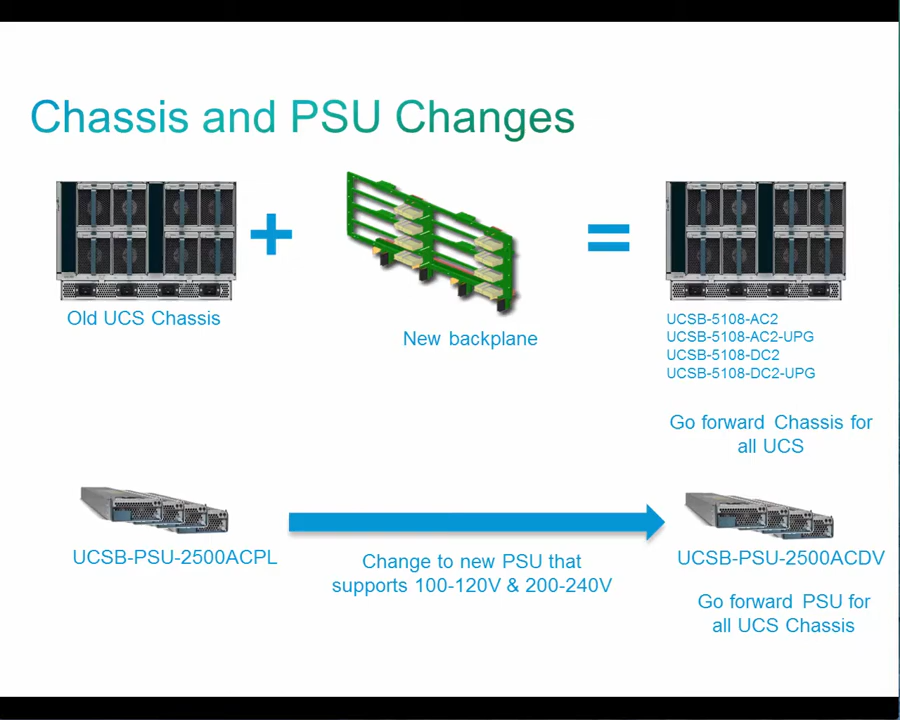 Chassis and PSU Changes
+
=
Old UCS Chassis
New backplane
UCSB-5108-AC2
UCSB-5108-AC2-UPG
UCSB-5108-DC2
UCSB-5108-DC2-UPG
Go forward Chassis for
all UCS
UCSB-PSU-2500ACPL
Change to new PSU that
supports 100-120V & 200-240V
UCSB-PSU-2500ACDV
Go forward PSU for
all UCS Chassis